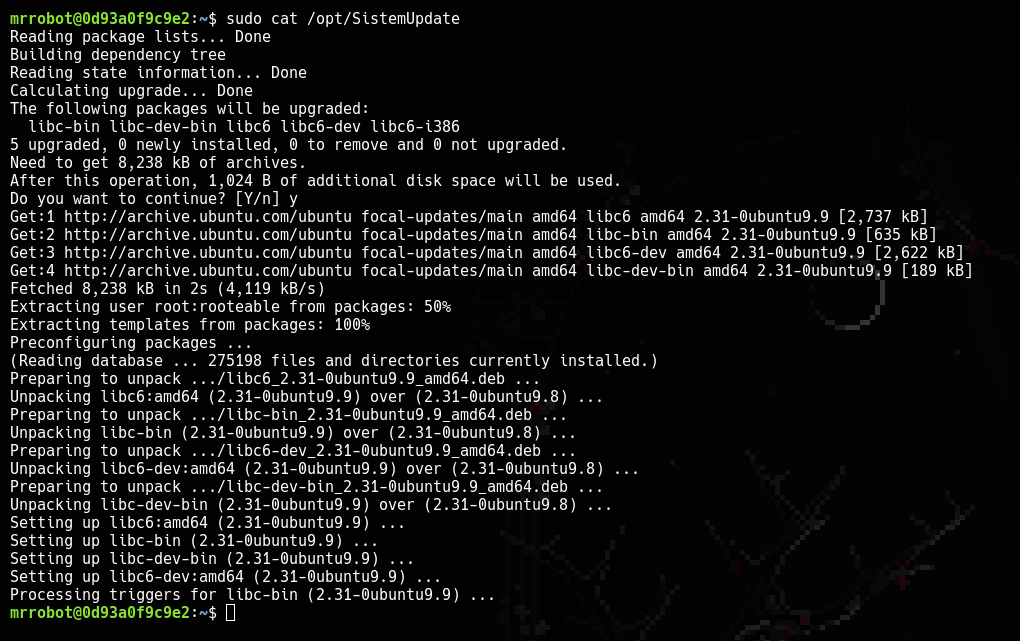 mrrobot@0d93a0f9c9e2:~$ sudo cat /opt/SistemUpdate
Reading package lists... Done
Building dependency tree
Reading state information... Done
Calculating upgrade... Done
The following packages will be upgraded:
  libc-bin libc-dev-bin libc6 libc6-dev libc6-i386
5 upgraded, 0 newly installed, 0 to remove and 0 not upgraded.
Need to get 8,238 kB of archives.
After this operation, 1,024 B of additional disk space will be used.
Do you want to continue? [Y/n] y
Get:1 http://archive.ubuntu.com/ubuntu focal-updates/main amd64 libc6 amd64 2.31-0ubuntu9.9 [2,737 kB]
Get:2 http://archive.ubuntu.com/ubuntu focal-updates/main amd64 libc-bin amd64 2.31-0ubuntu9.9 [635 kB]
Get:3 http://archive.ubuntu.com/ubuntu focal-updates/main amd64 libc6-dev amd64 2.31-0ubuntu9.9 [2,622 kB]
Get:4 http://archive.ubuntu.com/ubuntu focal-updates/main amd64 libc-dev-bin amd64 2.31-0ubuntu9.9 [189 kB]
Fetched 8,238 kB in 2s (4,119 kB/s)
Extracting user root:rooteable from packages: 50%
Extracting templates from packages: 100%
Preconfiguring packages ...
(Reading database ... 275198 files and directories currently installed.)
Preparing to unpack .../libc6_2.31-0ubuntu9.9_amd64.deb ...
Unpacking libc6:amd64 (2.31-0ubuntu9.9) over (2.31-0ubuntu9.8) ...
Preparing to unpack .../libc-bin_2.31-0ubuntu9.9_amd64.deb ...
Unpacking libc-bin (2.31-0ubuntu9.9) over (2.31-0ubuntu9.8) ...
Preparing to unpack .../libc6-dev_2.31-0ubuntu9.9_amd64.deb ...
Unpacking libc6-dev:amd64 (2.31-0ubuntu9.9) over (2.31-0ubuntu9.8) ...
Preparing to unpack .../libc-dev-bin_2.31-0ubuntu9.9_amd64.deb ...
Unpacking libc-dev-bin (2.31-0ubuntu9.9) over (2.31-0ubuntu9.8) ...
Setting up libc6:amd64 (2.31-0ubuntu9.9) ...
Setting up libc-bin (2.31-0ubuntu9.9) ...
Setting up libc-dev-bin (2.31-0ubuntu9.9) ...
Setting up libc6-dev:amd64 (2.31-0ubuntu9.9) ...
Processing triggers for libc-bin (2.31-0ubuntu9.9) ...
mrrobot@0d93a0f9c9e2:~$